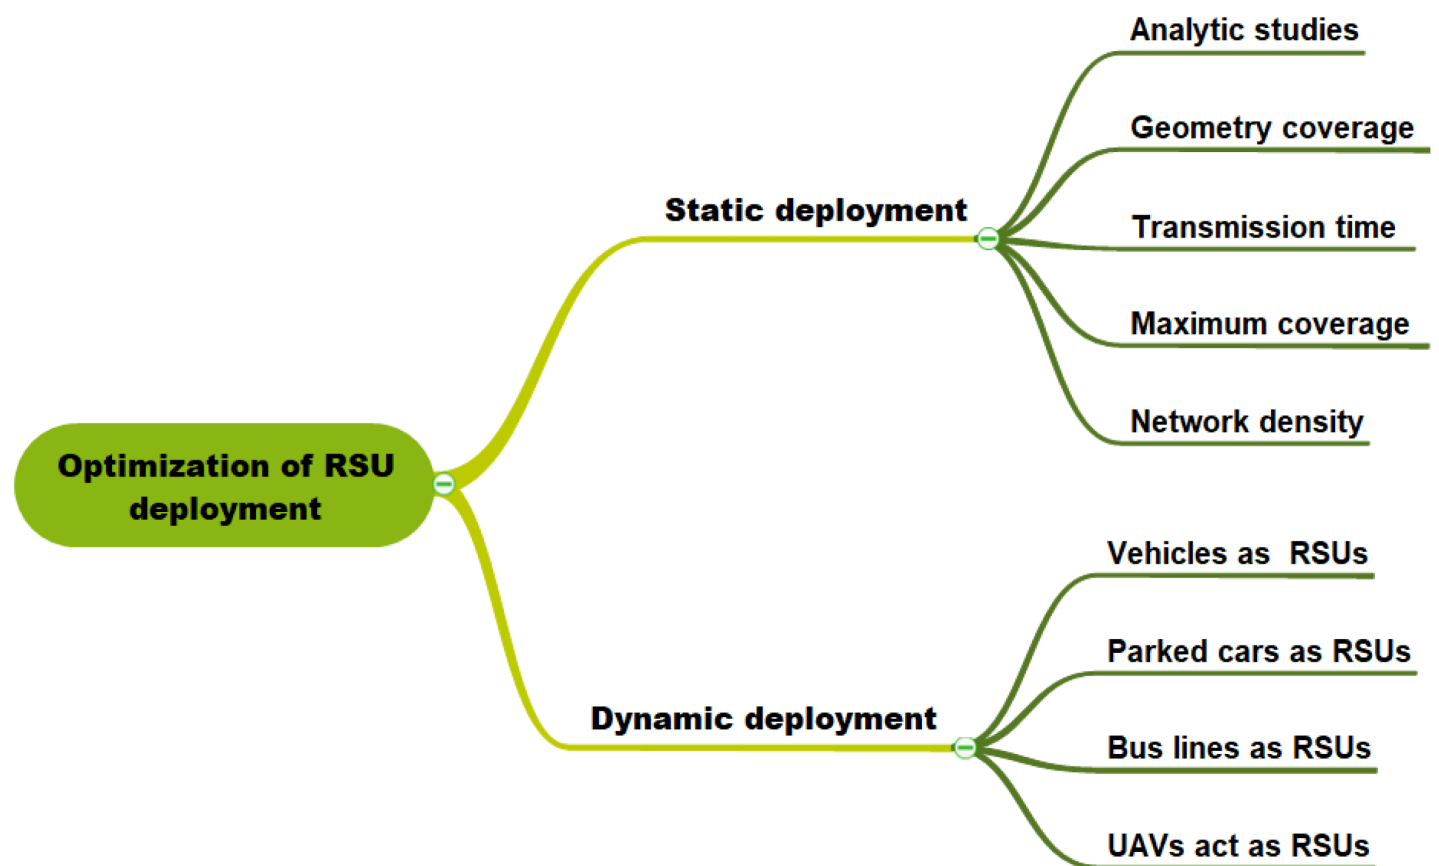 Analytic studies
Geometry coverage
Static deployment
Transmission time
Maximum coverage
Network density
Optimization of RSU
deployment
Vehicles as  RSUs
Parked cars as RSUs
Dynamic deployment
Bus lines as RSUs
UAVs act as RSUs